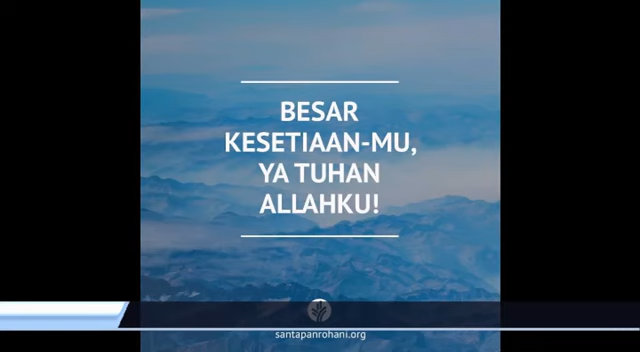 BESAR
KESETIAAN-MU,
YA TUHAN
ALLAHKU!
santapanrohani.org